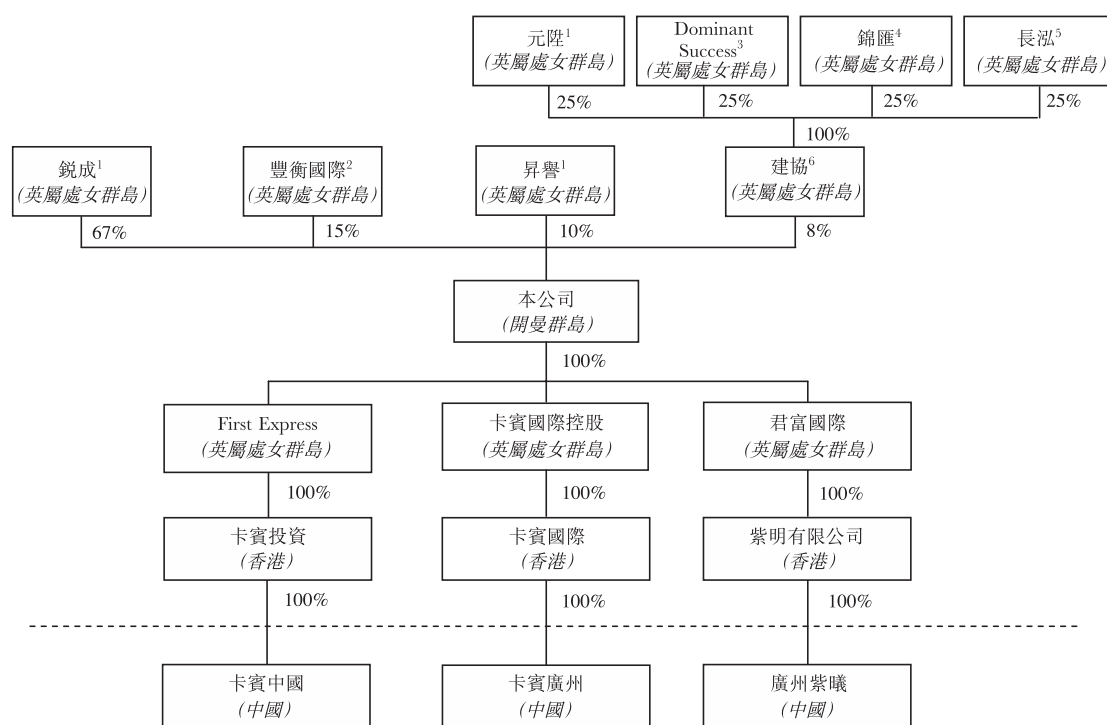 元陞1
(英屬處女群島)
Dominant
Success3
(英屬處女群島)
錦匯4
(英屬處女群島)
長泓5
(英屬處女群島)
25%
25%
25%
25%
100%
銳成1
(英屬處女群島)
豐衡國際2
(英屬處女群島)
昇譽1
(英屬處女群島)
建協6
(英屬處女群島)
67%
15%
10%
8%
本公司
(開曼群島)
100%
First Express
(英屬處女群島)
卡賓國際控股
(英屬處女群島)
君富國際
(英屬處女群島)
100%
100%
100%
卡賓投資
(香港)
卡賓國際
(香港)
紫明有限公司
(香港)
100%
100%
100%
卡賓中國
(中國)
卡賓廣州
(中國)
廣州紫曦
(中國)